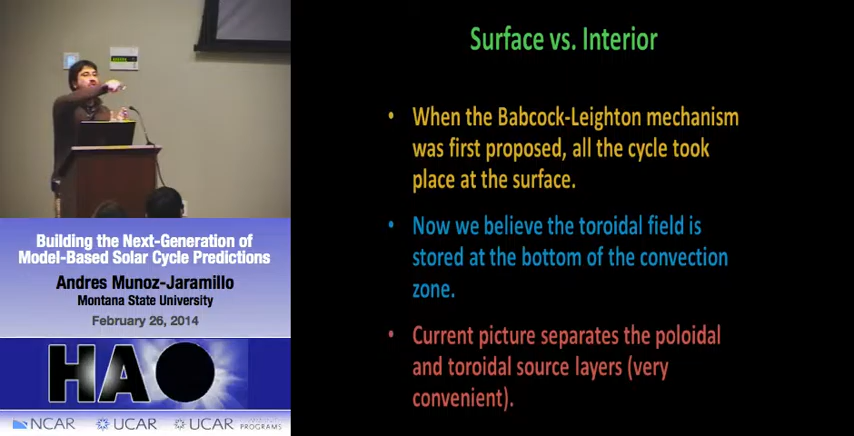 Surface vs. Interior
• When the Babcock-Leighton mechanism
was first proposed, all the cycle took
place at the surface.
• Now we believe the toroidal field is
stored at the bottom of the convection
zone.
• Current picture separates the poloidal
and toroidal source layers (very
convenient).
Building the Next-Generation of
Model-Based Solar Cycle Predictions
Andres Munoz-Jaramillo
Montana State University
February 26, 2014
HAO
NCAR UCAR UCAR PROGRAMS